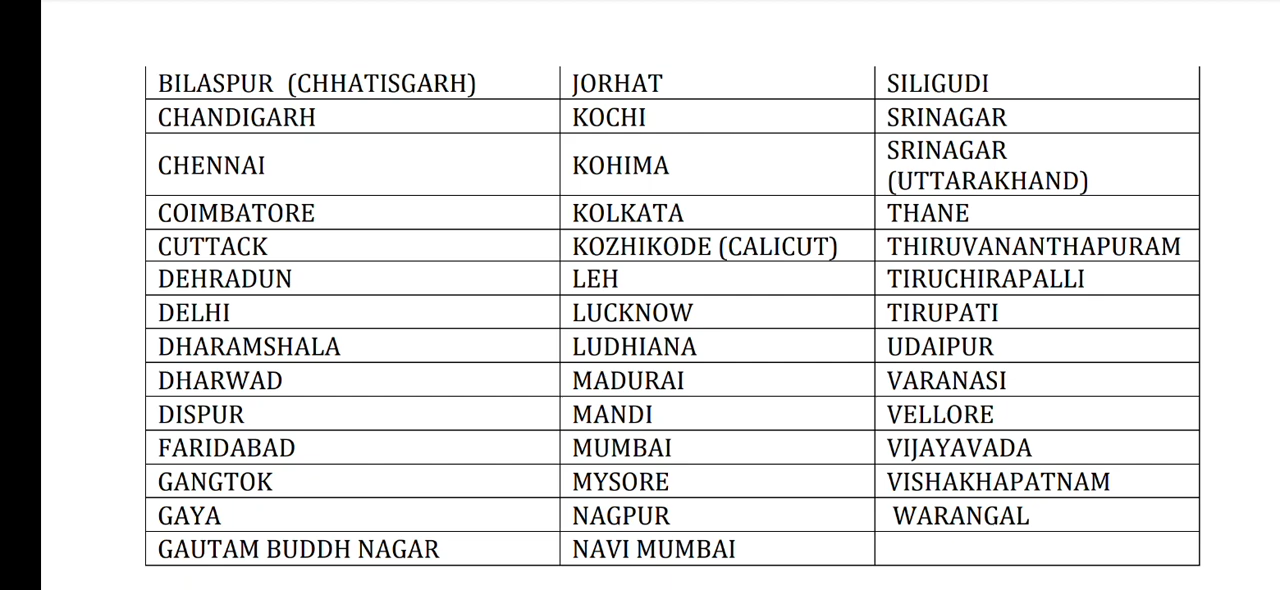 BILASPUR (CHHATISGARH) JORHAT SILIGUDI
CHANDIGARH KOCHI SRINAGAR
CHENNAI KOHIMA SRINAGAR
(UTTARAKHAND)
COIMBATORE KOLKATA THANE
CUTTACK KOZHIKODE (CALICUT) THIRUVANANTHAPURAM
DEHRADUN LEH TIRUCHIRAPALLI
DELHI LUCKNOW TIRUPATI
DHARAMSHALA LUDHIANA UDAIPUR
DHARWAD MADURAI VARANASI
DISPUR MANDI VELLORE
FARIDABAD MUMBAI VIJAYAVADA
GANGTOK MYSORE VISHAKHAPATNAM
GAYA NAGPUR WARANGAL
GAUTAM BUDDH NAGAR NAVI MUMBAI